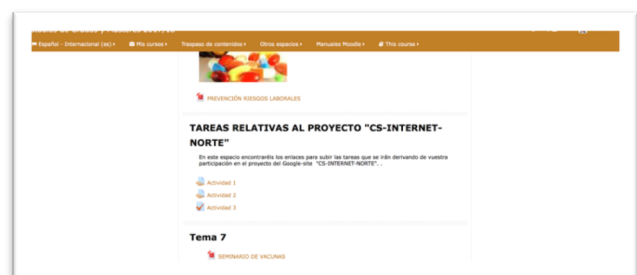 Español - Internacional (es) Mis cursos Traspaso de contenidos Otros espacios Manuales Moodle This course
PREVENCIÓN RIESGOS LABORALES
TAREAS RELATIVAS AL PROYECTO "CS-INTERNET-
NORTE"
En este espacio encontraréis los enlaces para subir las tareas que se irán derivando de vuestra
participación en el proyecto del Google-site "CS-INTERNET-NORTE". .
Actividad 1
Actividad 2
Actividad 3
Tema 7
SEMINARIO DE VACUNAS